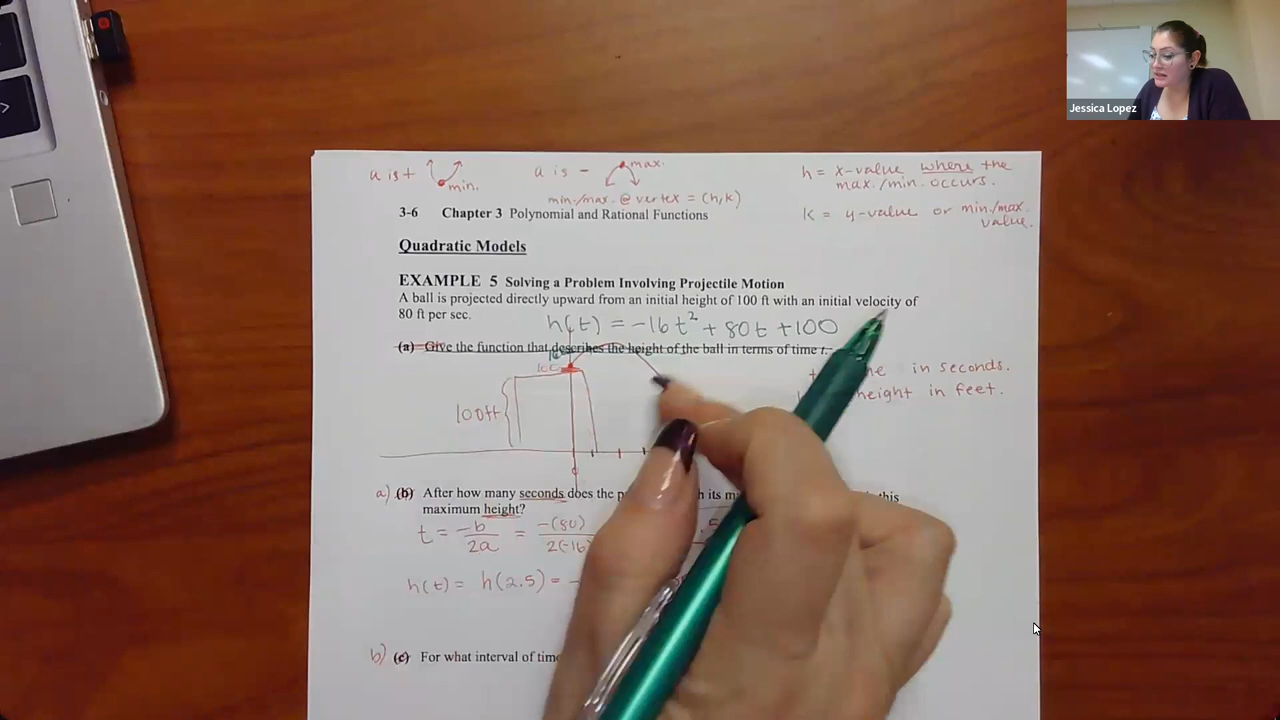 Jessica Lopez
a is + min.
a is - max.
min./max. @ vertex = (h, k)
h = x-value where the
max./min. occurs.
k = y-value or min./max.
value.
3-6 Chapter 3 Polynomial and Rational Functions
Quadratic Models
EXAMPLE 5 Solving a Problem Involving Projectile Motion
A ball is projected directly upward from an initial height of 100 ft with an initial velocity of
80 ft per sec.
h(t) = -16t² + 80t + 100
(a) Give the function that describes the height of the ball in terms of time t.
in seconds.
height in feet.
100
100ft
a) (b) After how many seconds does the its
maximum height?
t = -b/2a = -(80)/2(-16)
h(t) = h(2.5) = -
b) (c) For what interval of